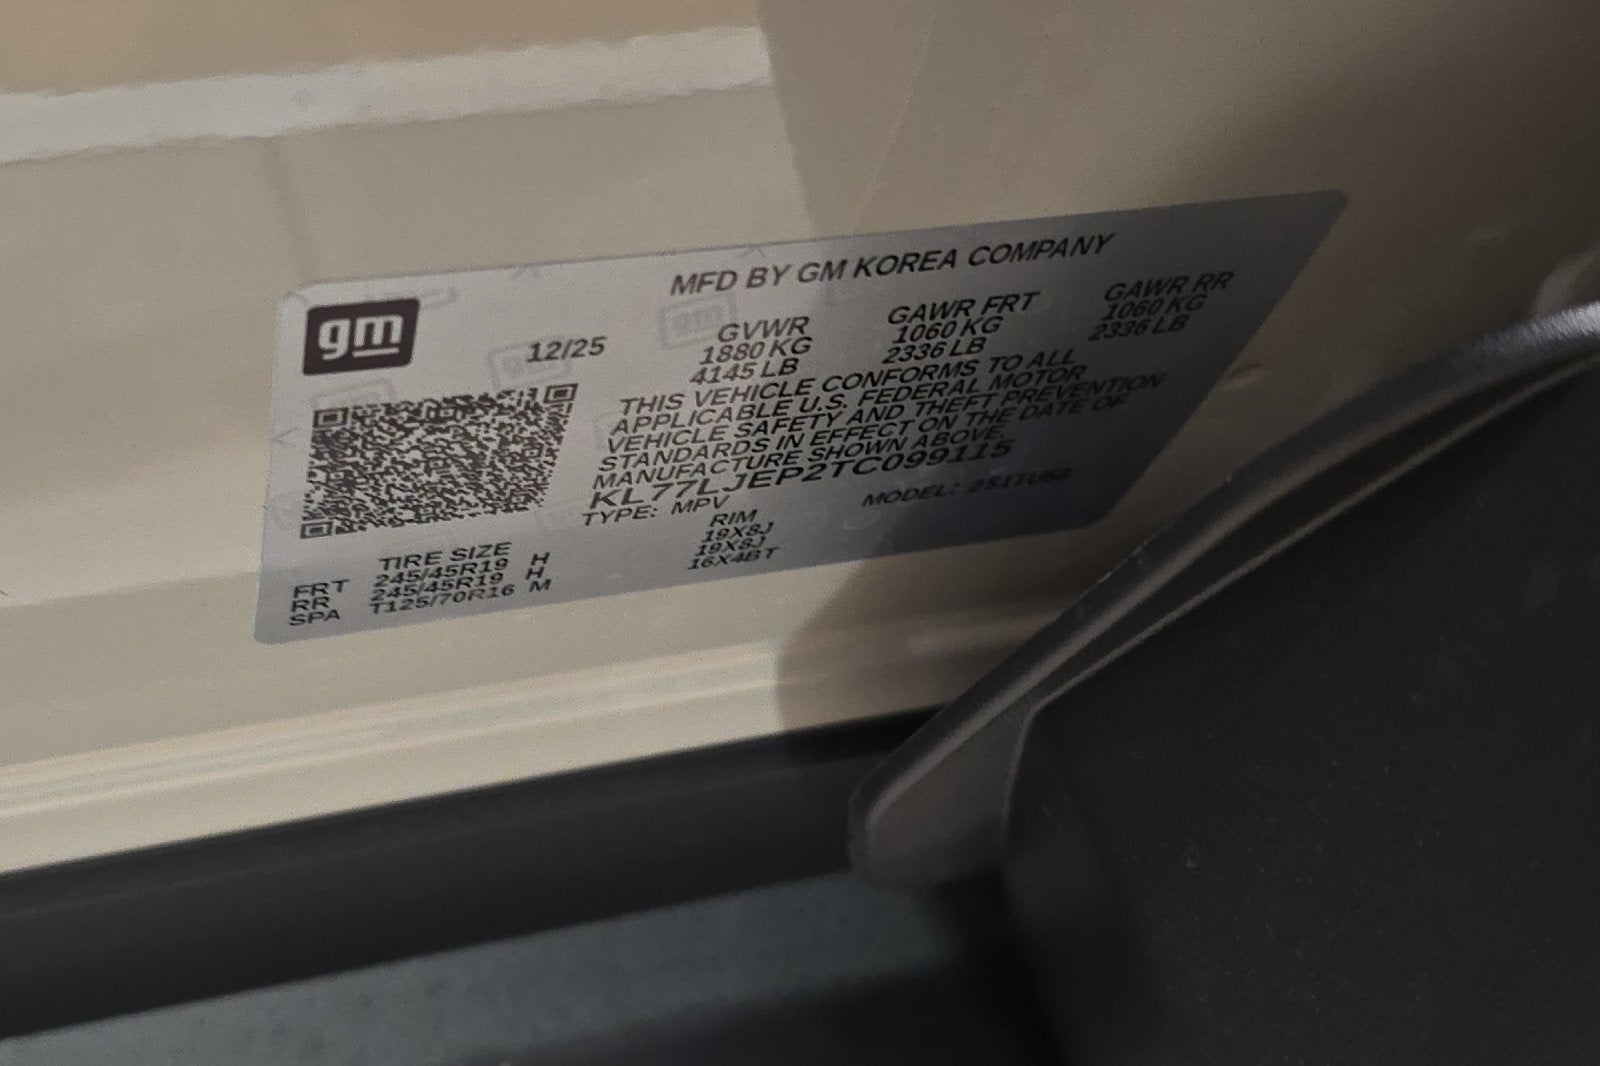 MFD BY GM KOREA COMPANY
gm
12/25
GVWR GAWR FRT GAWR RR
1880 KG 1060 KG 1060 KG
4145 LB 2336 LB 2336 LB
THIS VEHICLE CONFORMS TO ALL
APPLICABLE U.S. FEDERAL MOTOR
VEHICLE SAFETY AND THEFT PREVENTION
STANDARDS IN EFFECT ON THE DATE OF
MANUFACTURE SHOWN ABOVE.
KL77LJEP2TC099115
TYPE: MPV MODEL:
TIRE SIZE RIM
FRT 245/45R19 H 19X8J
RR 245/45R19 H 19X8J
SPA T125/70R16 M 16X4BT